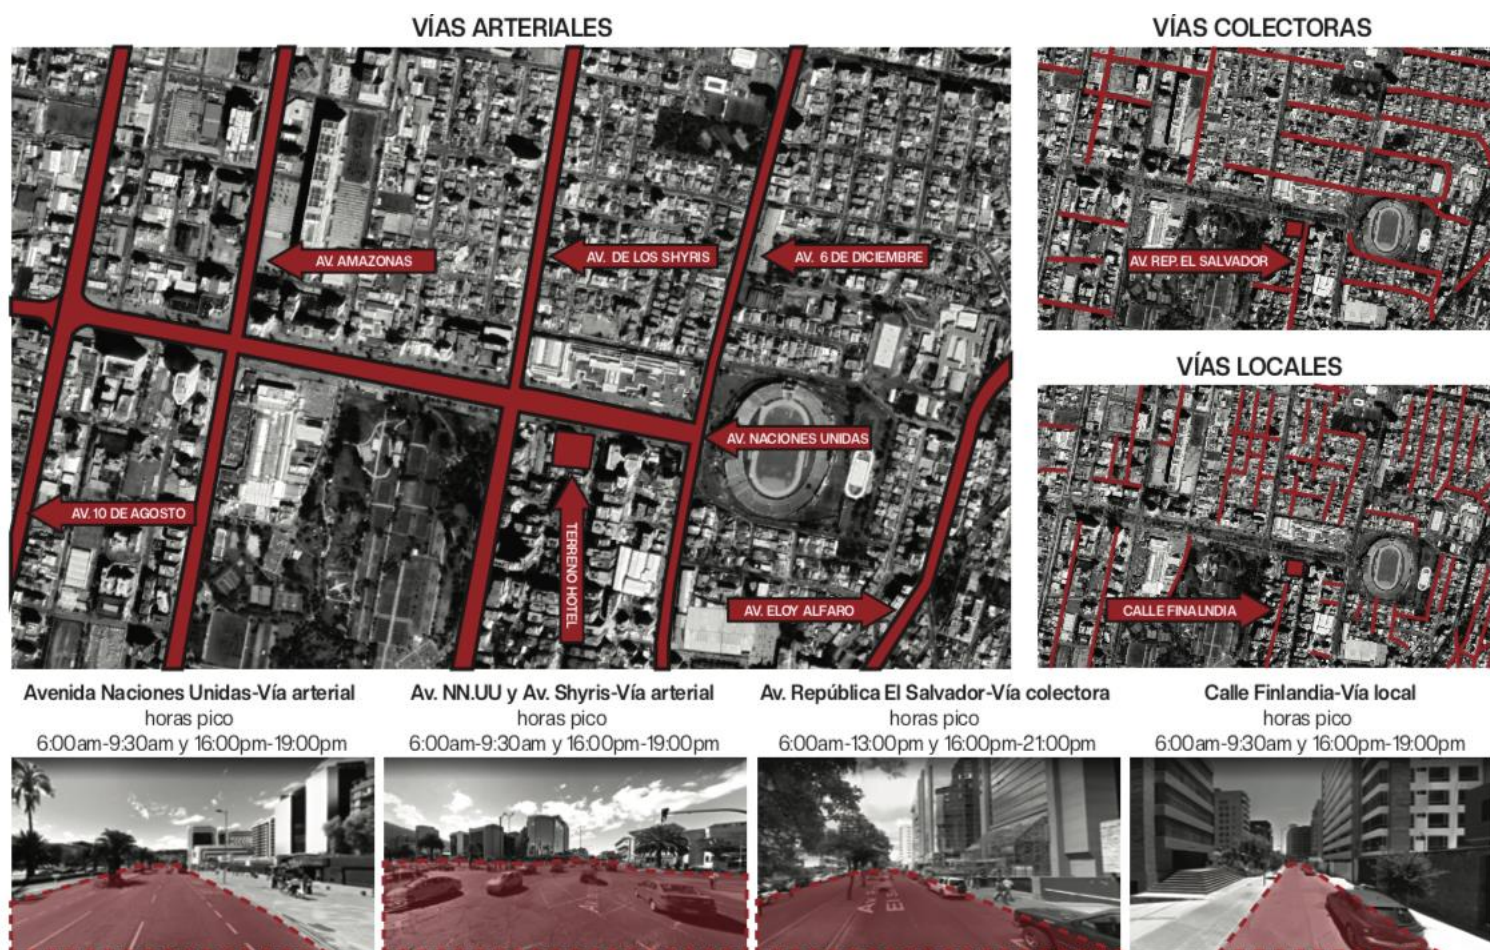 VÍAS ARTERIALES
AV. AMAZONAS
AV. DE LOS SHYRIS
AV. 6 DE DICIEMBRE
AV. NACIONES UNIDAS
AV. 10 DE AGOSTO
TERRENO HOTEL
AV. ELOY ALFARO
VÍAS COLECTORAS
AV. REP. EL SALVADOR
VÍAS LOCALES
CALLE FINALNDIA
Avenida Naciones Unidas-Vía arterial
horas pico
6:00am-9:30am y 16:00pm-19:00pm
Av. NN.UU y Av. Shyris-Vía arterial
horas pico
6:00am-9:30am y 16:00pm-19:00pm
Av. República El Salvador-Vía colectora
horas pico
6:00am-13:00pm y 16:00pm-21:00pm
Calle Finlandia-Vía local
horas pico
6:00am-9:30am y 16:00pm-19:00pm